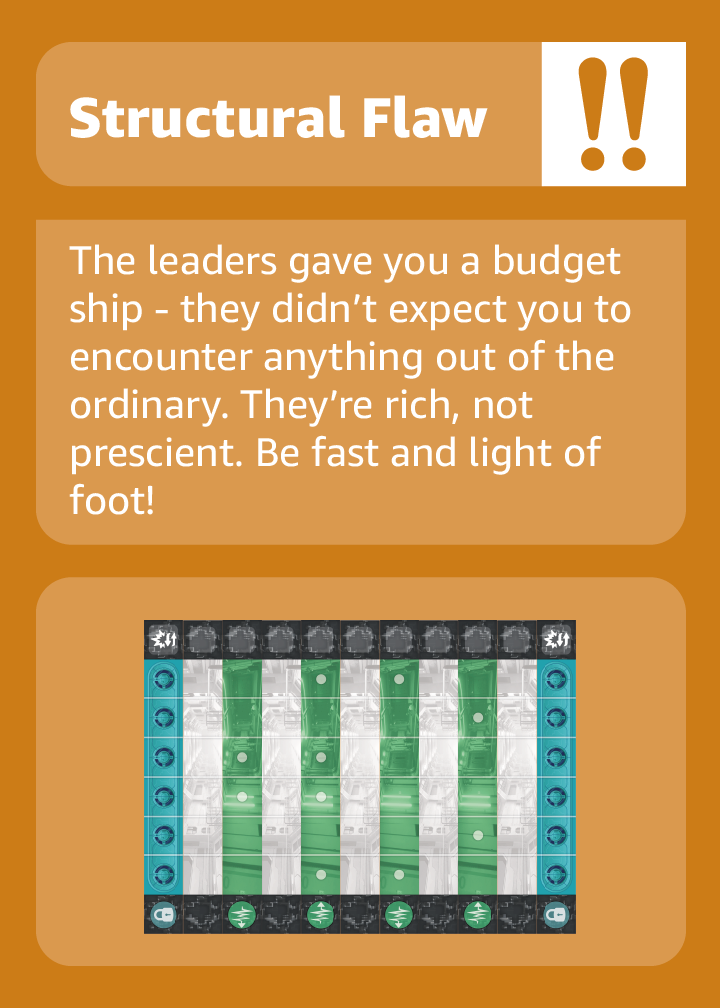 Structural Flaw
!!
The leaders gave you a budget
ship - they didn’t expect you to
encounter anything out of the
ordinary. They’re rich, not
prescient. Be fast and light of
foot!